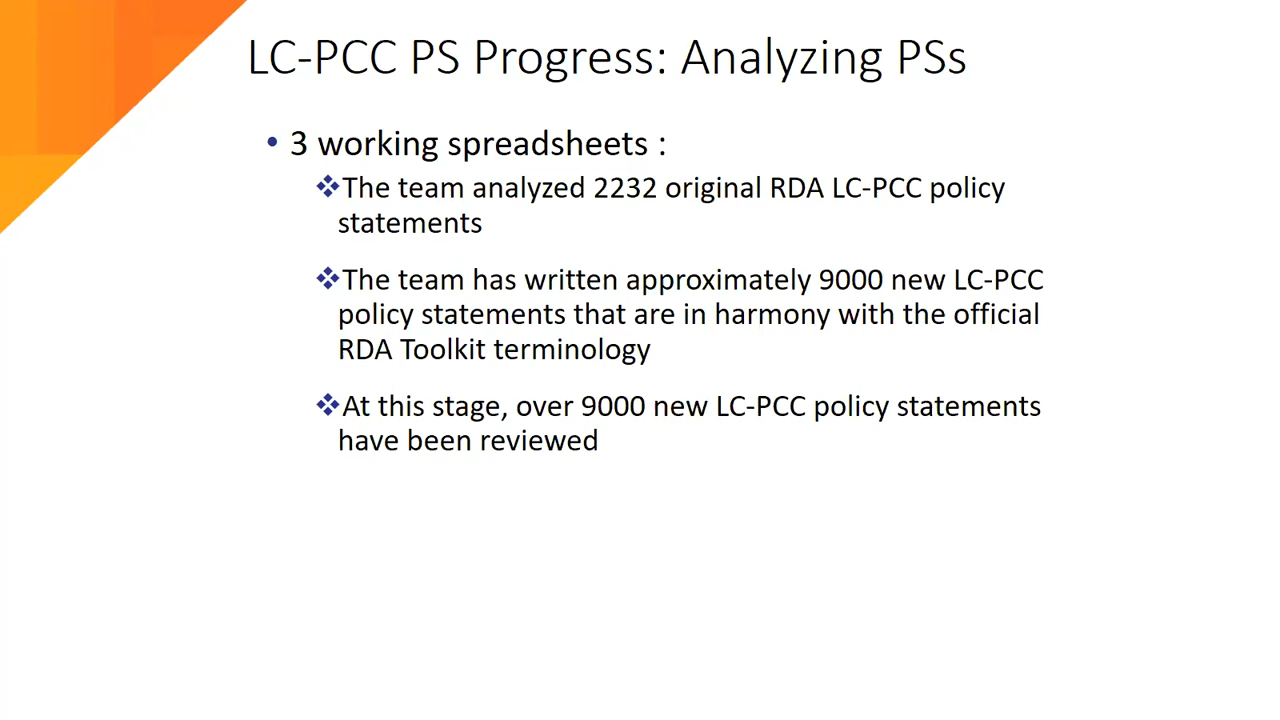 LC-PCC PS Progress: Analyzing PSs
• 3 working spreadsheets :
❖The team analyzed 2232 original RDA LC-PCC policy
statements
❖The team has written approximately 9000 new LC-PCC
policy statements that are in harmony with the official
RDA Toolkit terminology
❖At this stage, over 9000 new LC-PCC policy statements
have been reviewed